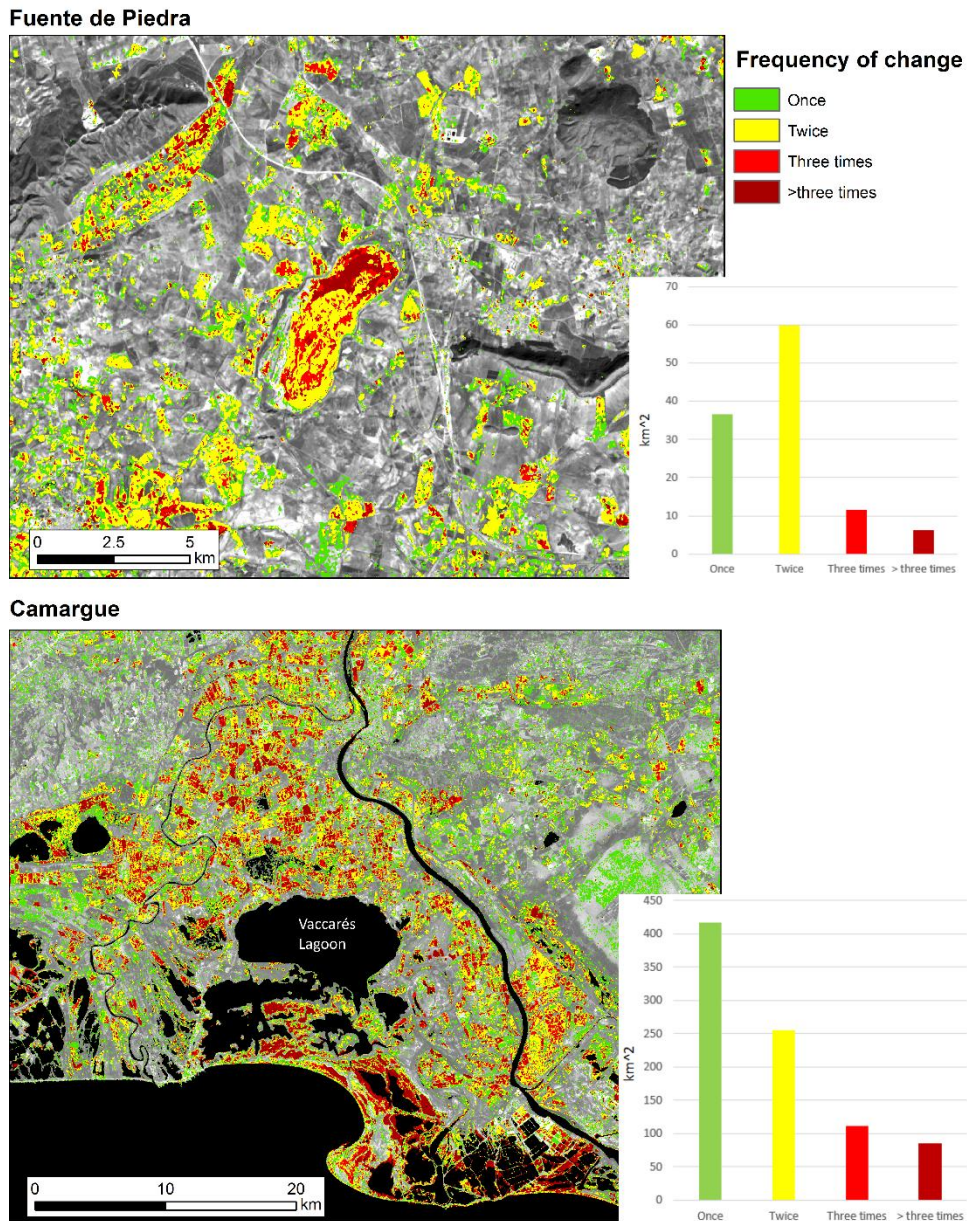 Fuente de Piedra
Frequency of change
Once
Twice
Three times
>three times
0 2.5 5
km
70
60
50
40
30
20
10
0
km^2
Once Twice Three times > three times
Camargue
Vaccarés
Lagoon
0 10 20
km
450
400
350
300
250
200
150
100
50
0
km^2
Once Twice Three times > three times